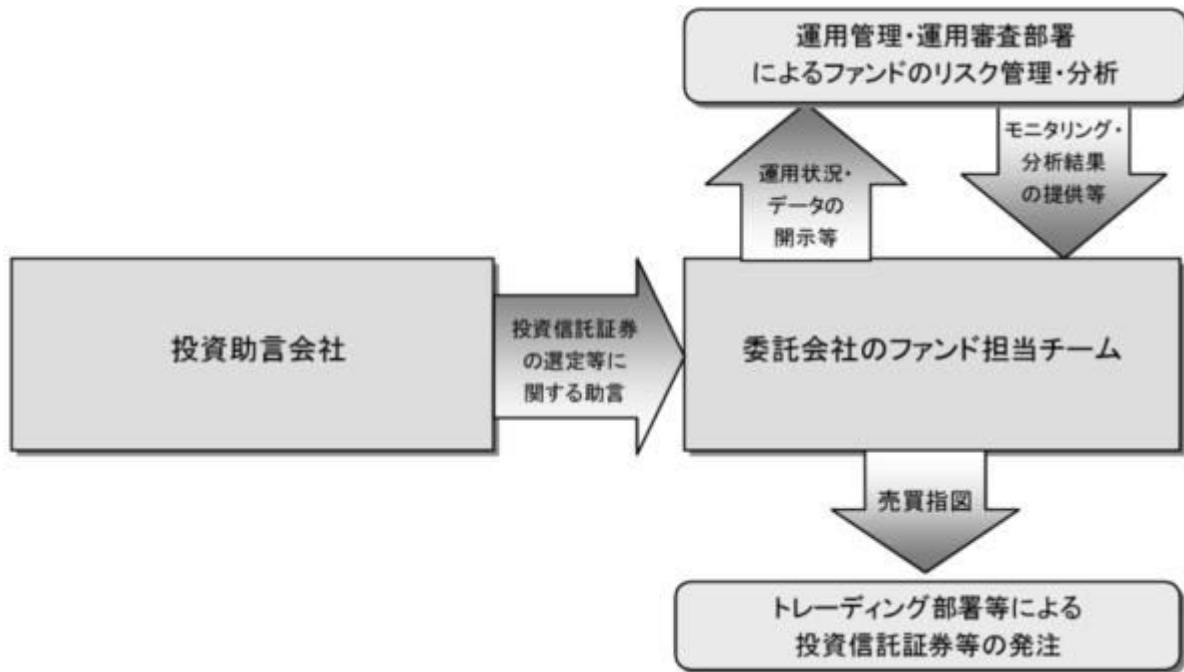 運用管理・運用審査部署
によるファンドのリスク管理・分析
運用状況・
データの
開示等
モニタリング・
分析結果
の提供等
投資助言会社
投資信託証券
の選定等に
関する助言
委託会社のファンド担当チーム
売買指図
トレーディング部署等による
投資信託証券等の発注